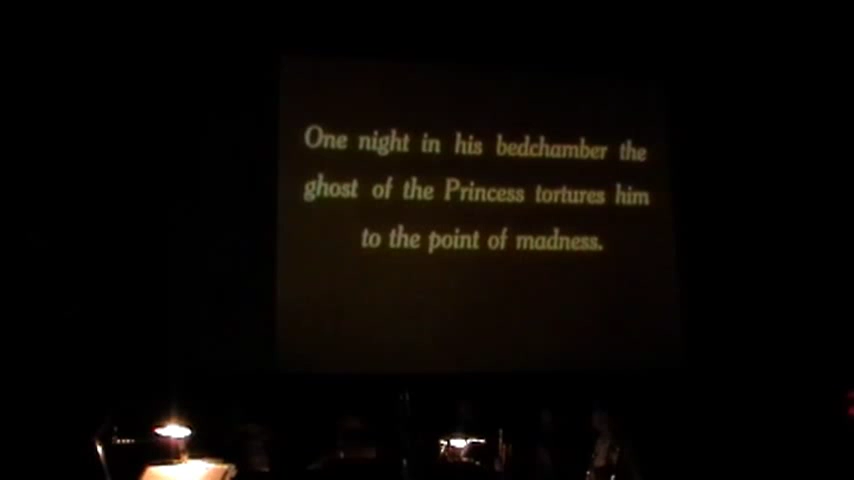 One night in his bedchamber the
ghost of the Princess tortures him
to the point of madness.